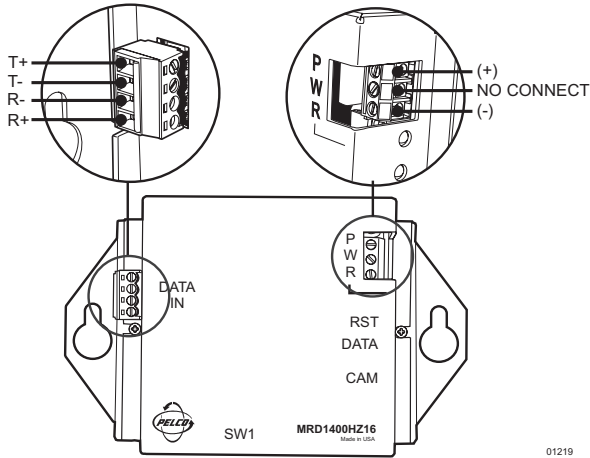 T+
T-
R-
R+
P
W
R
(+)
NO CONNECT
(-)
DATA
IN
P
W
R
RST
DATA
CAM
PELCO
SW1
MRD1400HZ16
Made in USA
01219